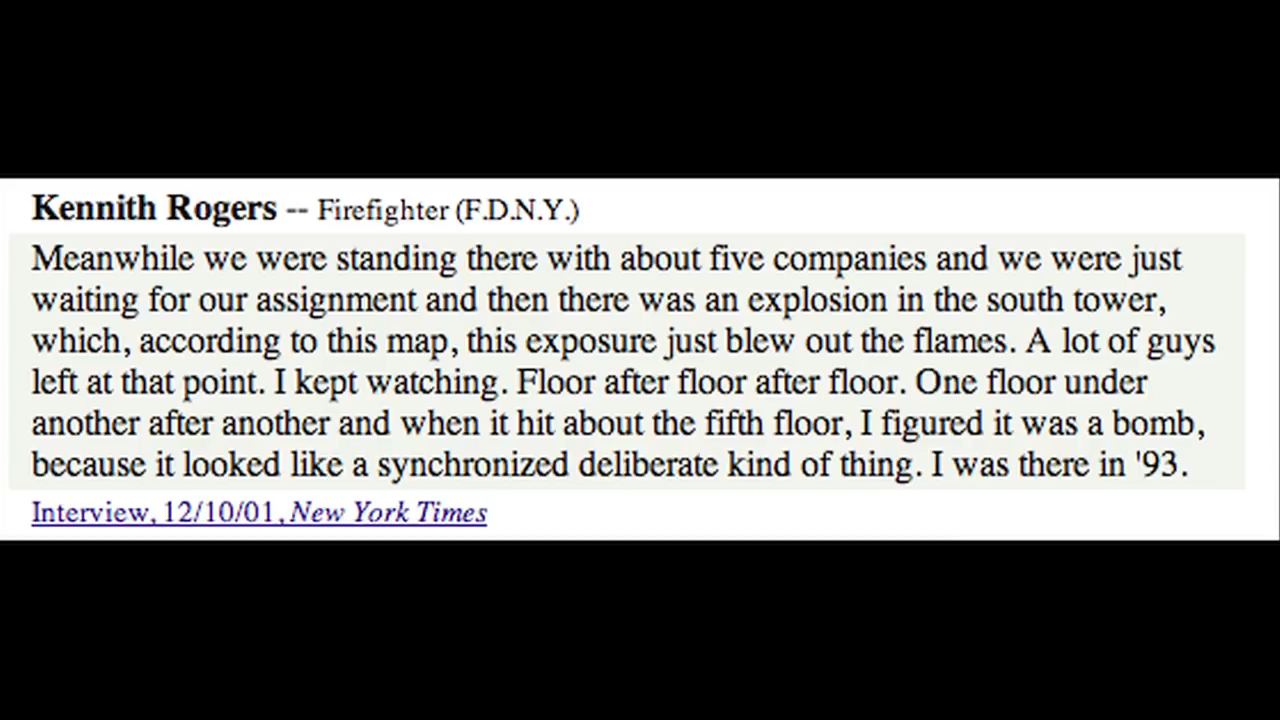 Kennith Rogers -- Firefighter (F.D.N.Y.)
Meanwhile we were standing there with about five companies and we were just
waiting for our assignment and then there was an explosion in the south tower,
which, according to this map, this exposure just blew out the flames. A lot of guys
left at that point. I kept watching. Floor after floor after floor. One floor under
another after another and when it hit about the fifth floor, I figured it was a bomb,
because it looked like a synchronized deliberate kind of thing. I was there in '93.
Interview, 12/10/01, New York Times